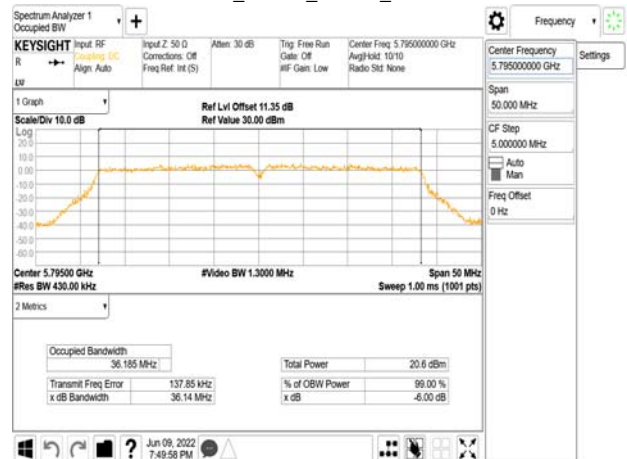 Spectrum Analyzer 1
Occupied BW
Frequency
KEYSIGHT
Input: RF
Coupling: DC
Align: Auto
Input Z: 50 Ω
Corrections: Off
Freq Ref: Int (S)
Atten: 30 dB
Trig: Free Run
Gate: Off
#IF Gain: Low
Center Freq: 5.795000000 GHz
Avg|Hold: 10/10
Radio Std: None
R
Center Frequency
5.795000000 GHz
Settings
Span
50.000 MHz
CF Step
5.000000 MHz
Auto
Man
Freq Offset
0 Hz
1 Graph
Scale/Div 10.0 dB
Ref Lvl Offset 11.35 dB
Ref Value 30.00 dBm
Log
20.0
10.0
0.00
-10.0
-20.0
-30.0
-40.0
-50.0
-60.0
Center 5.79500 GHz
#Res BW 430.00 kHz
#Video BW 1.3000 MHz
Span 50 MHz
Sweep 1.00 ms (1001 pts)
2 Metrics
Occupied Bandwidth
36.185 MHz
Total Power 20.6 dBm
Transmit Freq Error 137.85 kHz
% of OBW Power 99.00 %
x dB Bandwidth 36.14 MHz
x dB -6.00 dB
?
Jun 09, 2022
7:49:58 PM